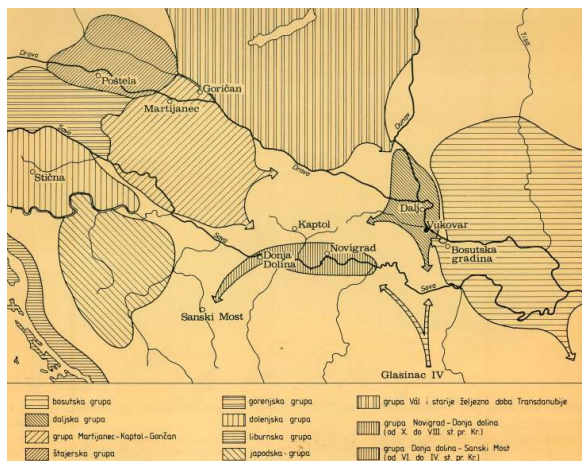 Drava
Poštela
Goričan
Martijanec
Tisa
Dunav
Sava
Stična
Drava
Dalj
Vukovar
Kaptol
Bosutska
gradina
Sava
Novigrad
Donja
Dolina
Sava
Sanski Most
Glasinac IV
bosutska grupa
daljska grupa
grupa Martijanec-Kaptol-Goričan
štajerska grupa
gorenjska grupa
dolenjska grupa
liburnska grupa
japodska grupa
grupa Vál i starije željezno doba Transdanubije
grupa Novigrad-Donja dolina
(od X. do VIII. st. pr. Kr.)
grupa Donja dolina-Sanski Most
(od VI. do IV. st. pr. Kr.)